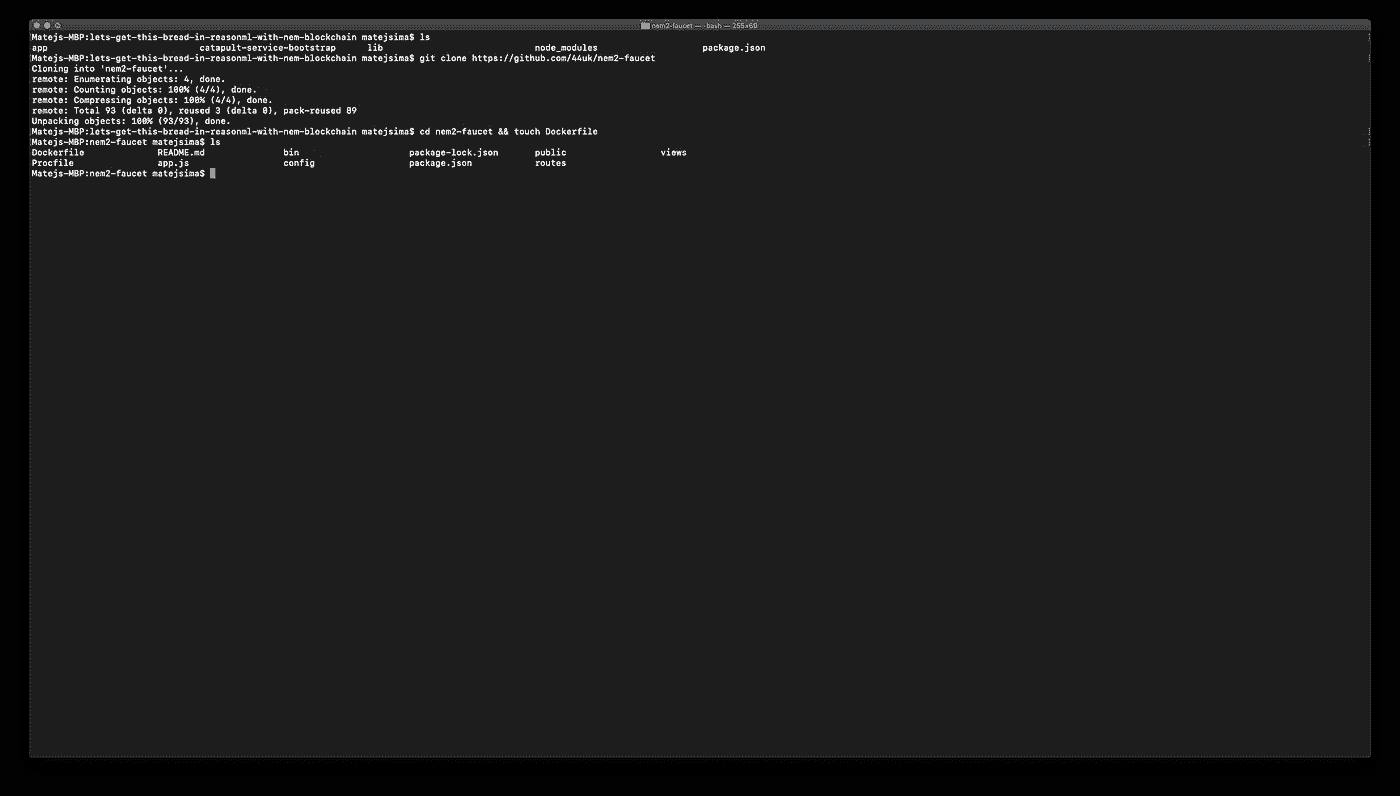 nem2-faucet — -bash — 255×60
Matejs-MBP:lets-get-this-bread-in-reasonml-with-nem-blockchain matejsima$ ls
app catapult-service-bootstrap lib node_modules package.json
Matejs-MBP:lets-get-this-bread-in-reasonml-with-nem-blockchain matejsima$ git clone https://github.com/44uk/nem2-faucet
Cloning into 'nem2-faucet'...
remote: Enumerating objects: 4, done.
remote: Counting objects: 100% (4/4), done.
remote: Compressing objects: 100% (4/4), done.
remote: Total 93 (delta 0), reused 3 (delta 0), pack-reused 89
Unpacking objects: 100% (93/93), done.
Matejs-MBP:lets-get-this-bread-in-reasonml-with-nem-blockchain matejsima$ cd nem2-faucet && touch Dockerfile
Matejs-MBP:nem2-faucet matejsima$ ls
Dockerfile README.md bin package-lock.json public views
Procfile app.js config package.json routes
Matejs-MBP:nem2-faucet matejsima$